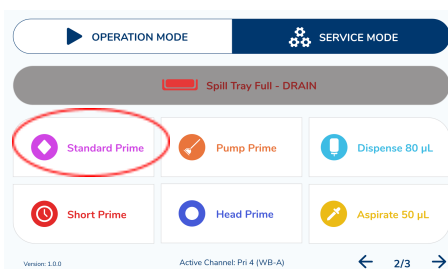 OPERATION MODE
SERVICE MODE
Spill Tray Full - DRAIN
Standard Prime
Pump Prime
Dispense 80 µL
Short Prime
Head Prime
Aspirate 50 µL
Version: 1.0.0
Active Channel: Pri 4 (WB-A)
2/3